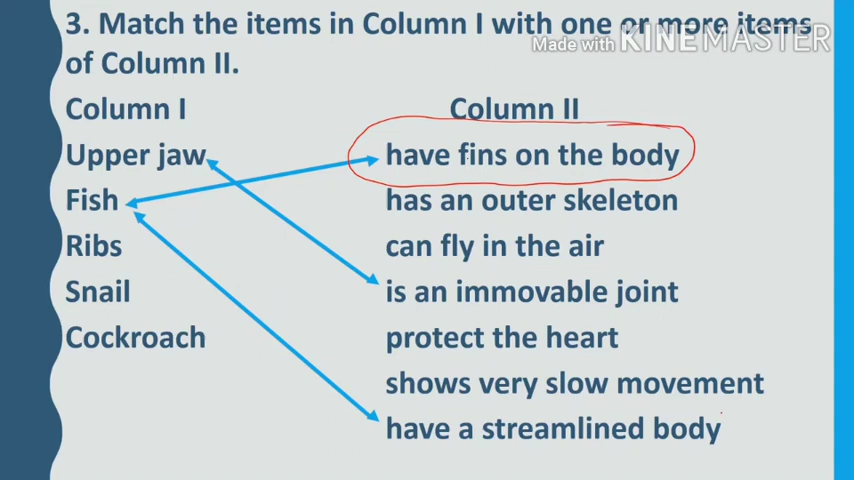 3. Match the items in Column I with one or more items
of Column II.
Made with KINEMASTER
Column I Column II
Upper jaw have fins on the body
Fish has an outer skeleton
Ribs can fly in the air
Snail is an immovable joint
Cockroach protect the heart
shows very slow movement
have a streamlined body